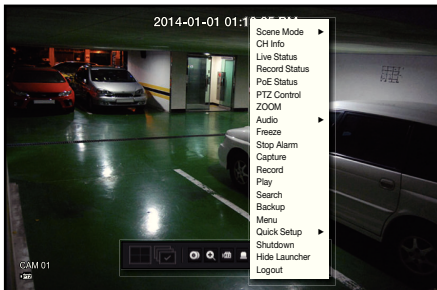 2014-01-01 01:1
Scene Mode
CH Info
Live Status
Record Status
PoE Status
PTZ Control
ZOOM
Audio
Freeze
Stop Alarm
Capture
Record
Play
Search
Backup
Menu
Quick Setup
Shutdown
Hide Launcher
Logout
CAM 01
PTZ